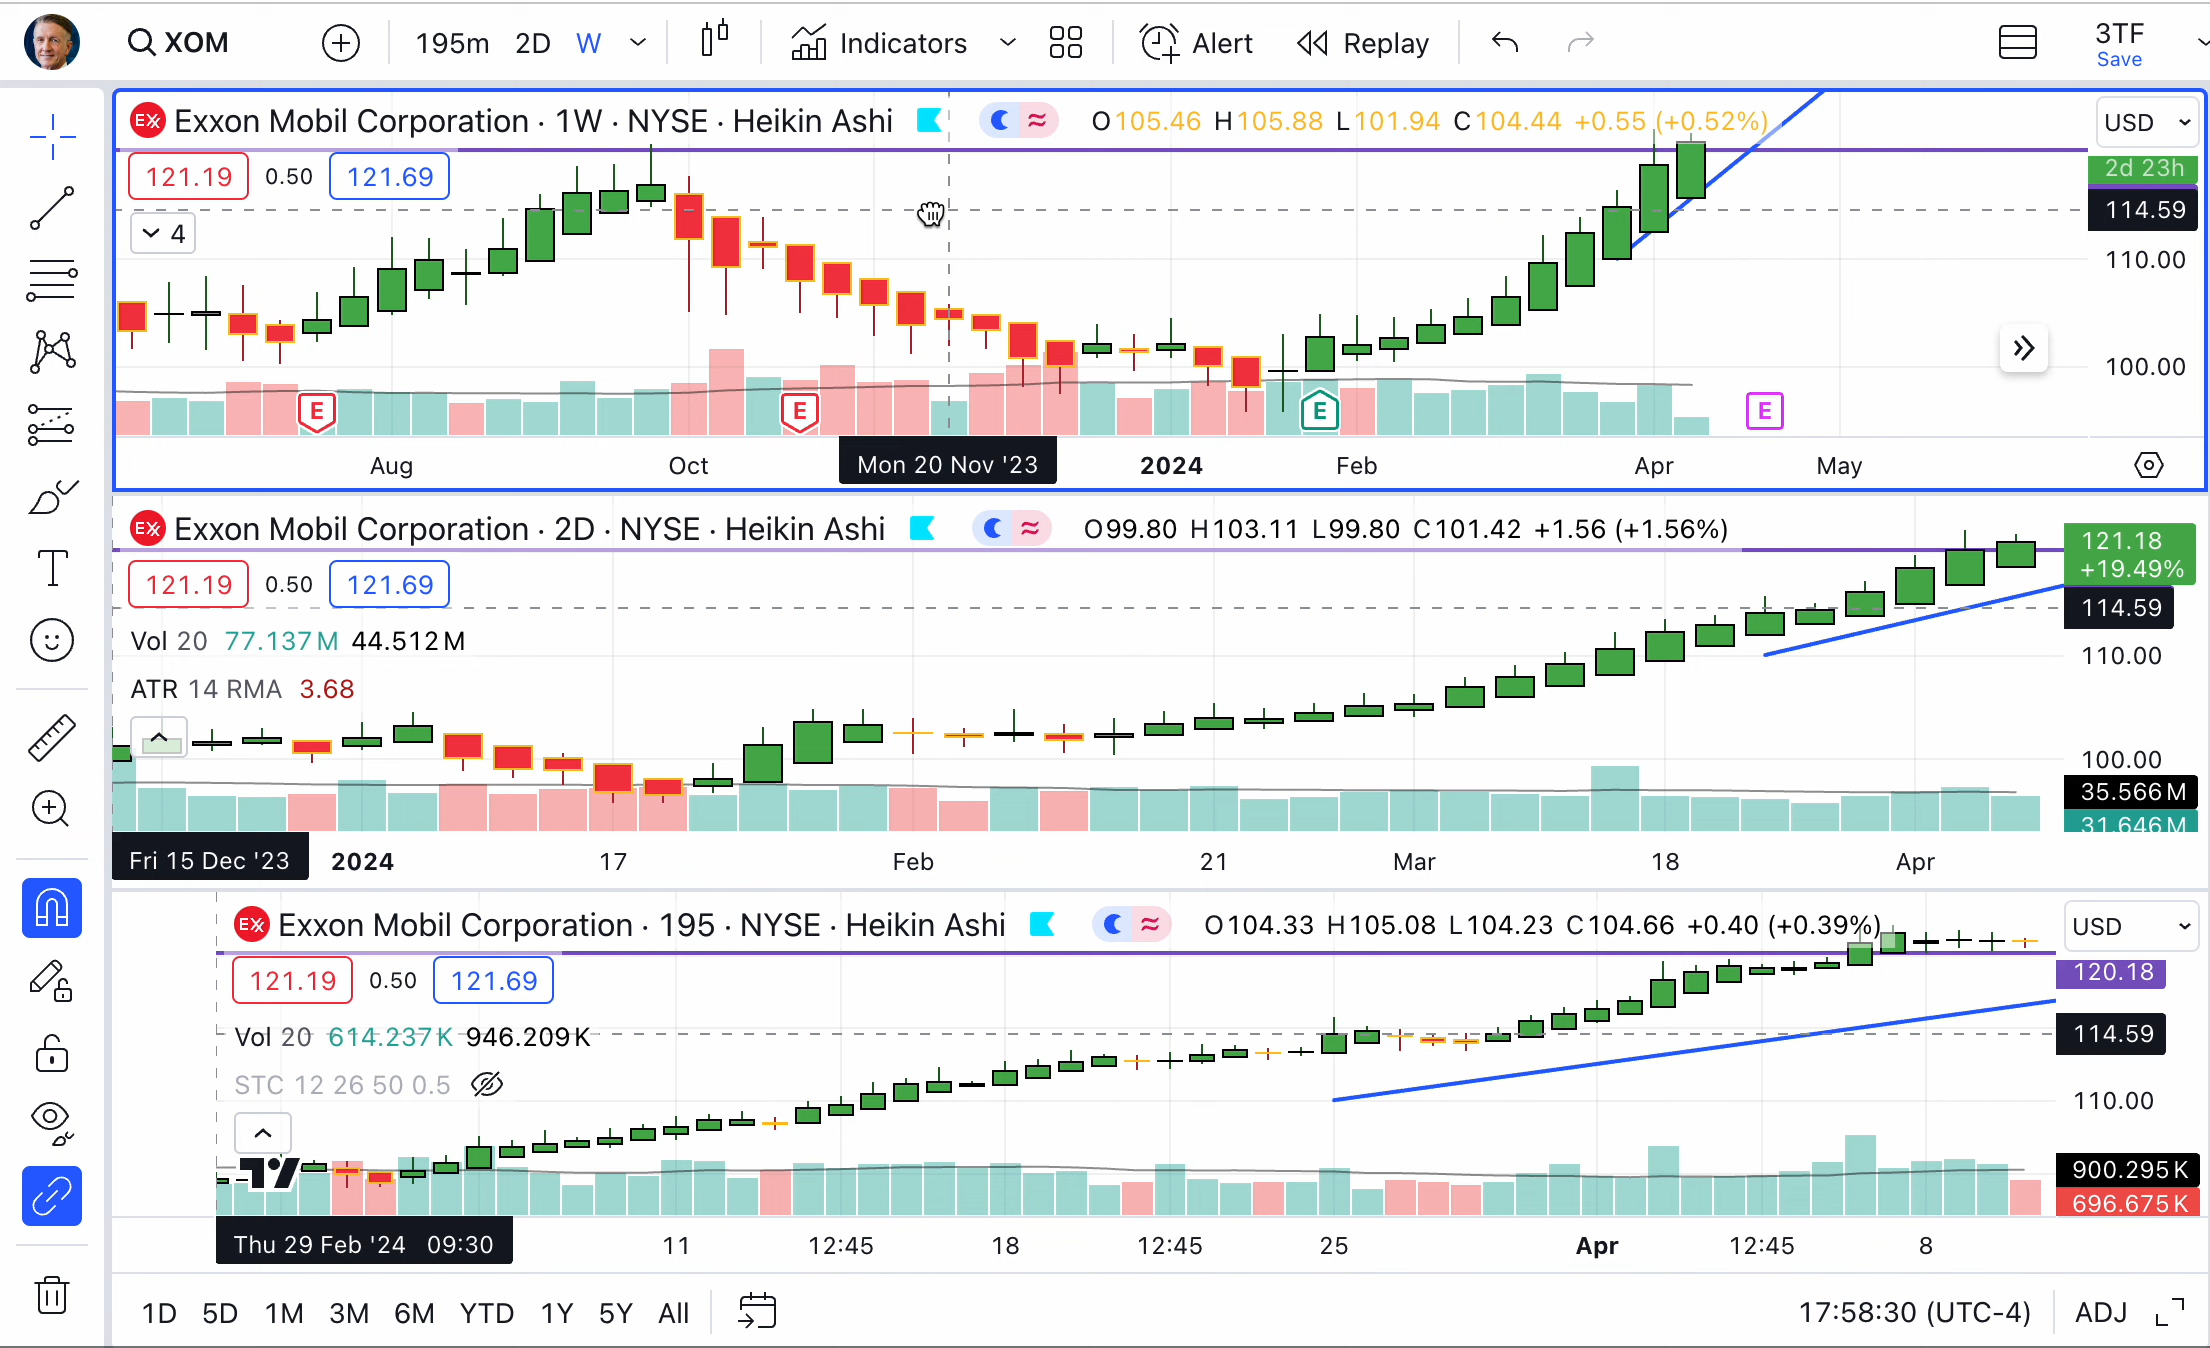 XOM 195m 2D W Indicators Alert Replay 3TF
Save
EX Exxon Mobil Corporation · 1W · NYSE · Heikin Ashi O105.46 H105.88 L101.94 C104.44 +0.55 (+0.52%) USD
121.19 0.50 121.69
4
2d 23h
114.59
110.00
100.00
E E E E
Aug Oct Mon 20 Nov '23 2024 Feb Apr May
EX Exxon Mobil Corporation · 2D · NYSE · Heikin Ashi O99.80 H103.11 L99.80 C101.42 +1.56 (+1.56%)
121.19 0.50 121.69
Vol 20 77.137M 44.512M
ATR 14 RMA 3.68
121.18
+19.49%
114.59
110.00
100.00
35.566M
31.646M
Fri 15 Dec '23 2024 17 Feb 21 Mar 18 Apr
EX Exxon Mobil Corporation · 195 · NYSE · Heikin Ashi O104.33 H105.08 L104.23 C104.66 +0.40 (+0.39%) USD
121.19 0.50 121.69
Vol 20 614.237K 946.209K
STC 12 26 50 0.5
120.18
114.59
110.00
900.295K
696.675K
Thu 29 Feb '24 09:30 11 12:45 18 12:45 25 Apr 12:45 8
1D 5D 1M 3M 6M YTD 1Y 5Y All 17:58:30 (UTC-4) ADJ